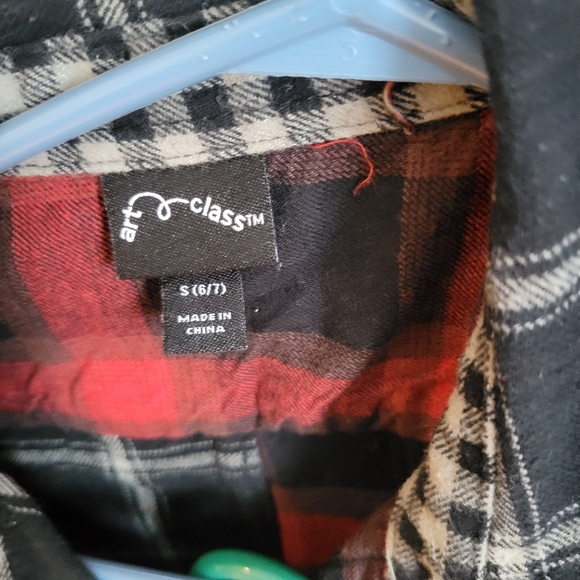 art class™
S (6/7)
MADE IN
CHINA